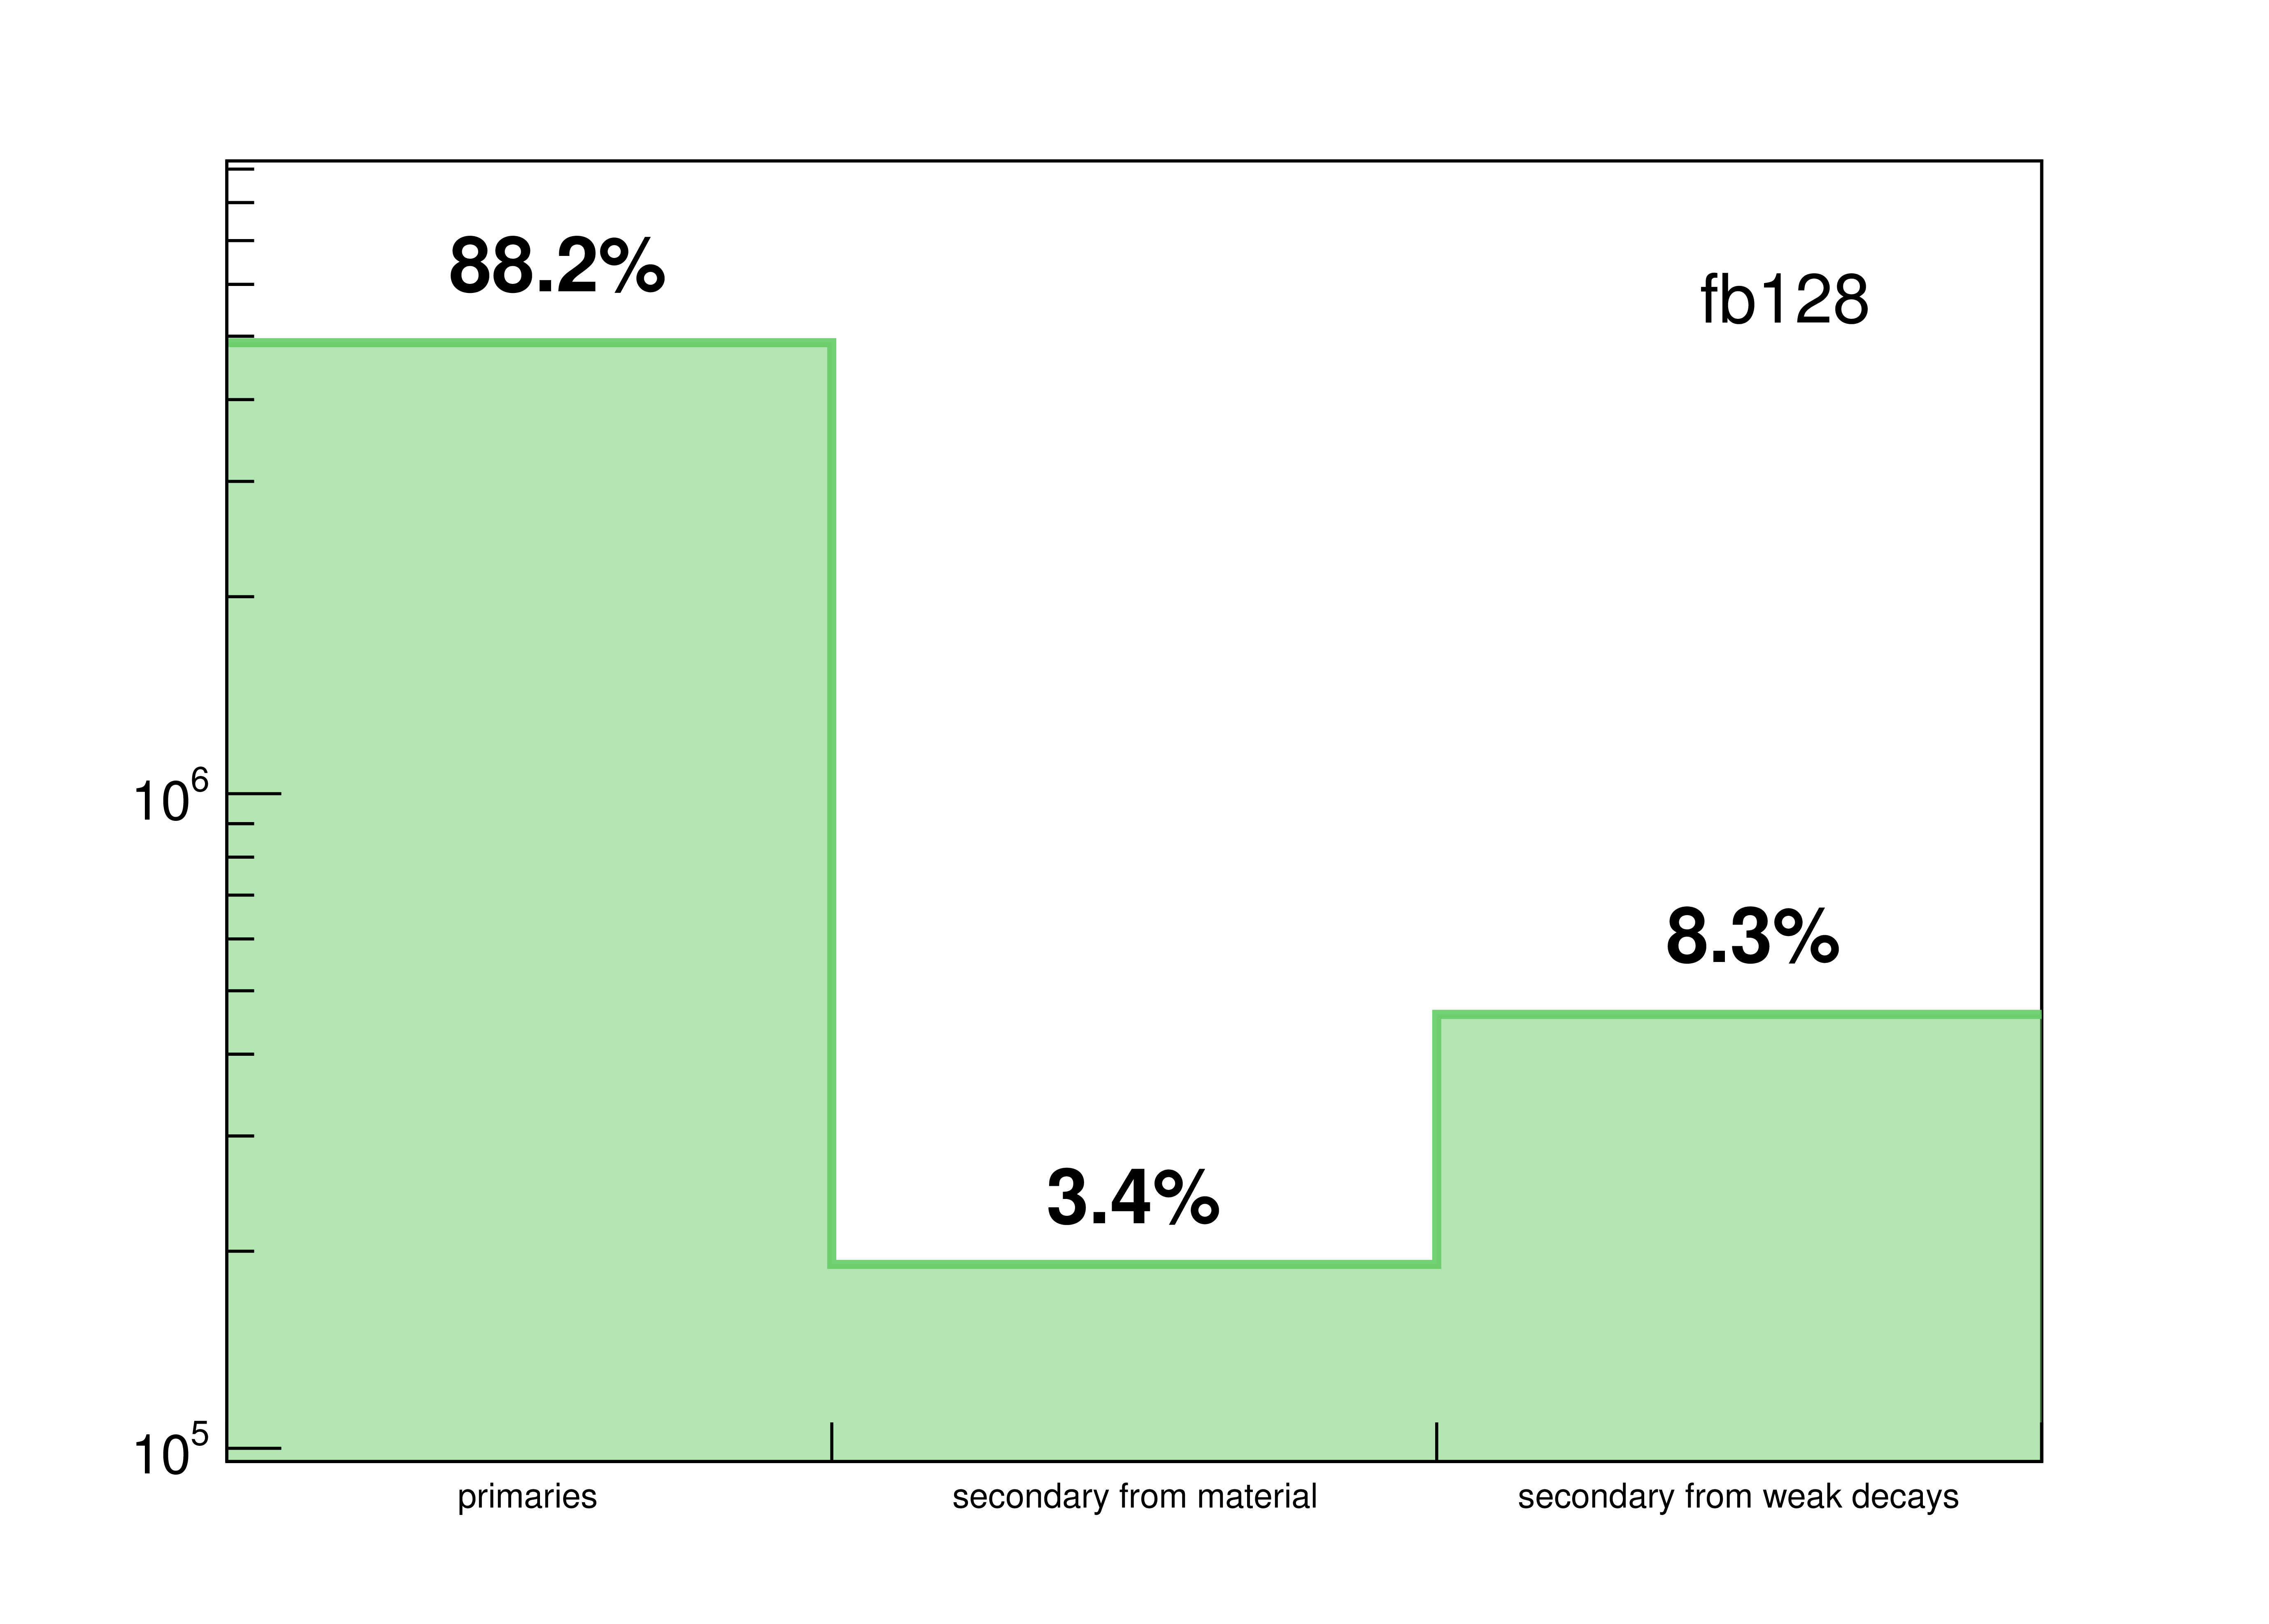 88.2%
fb128
8.3%
3.4%
10^6
10^5
primaries
secondary from material
secondary from weak decays